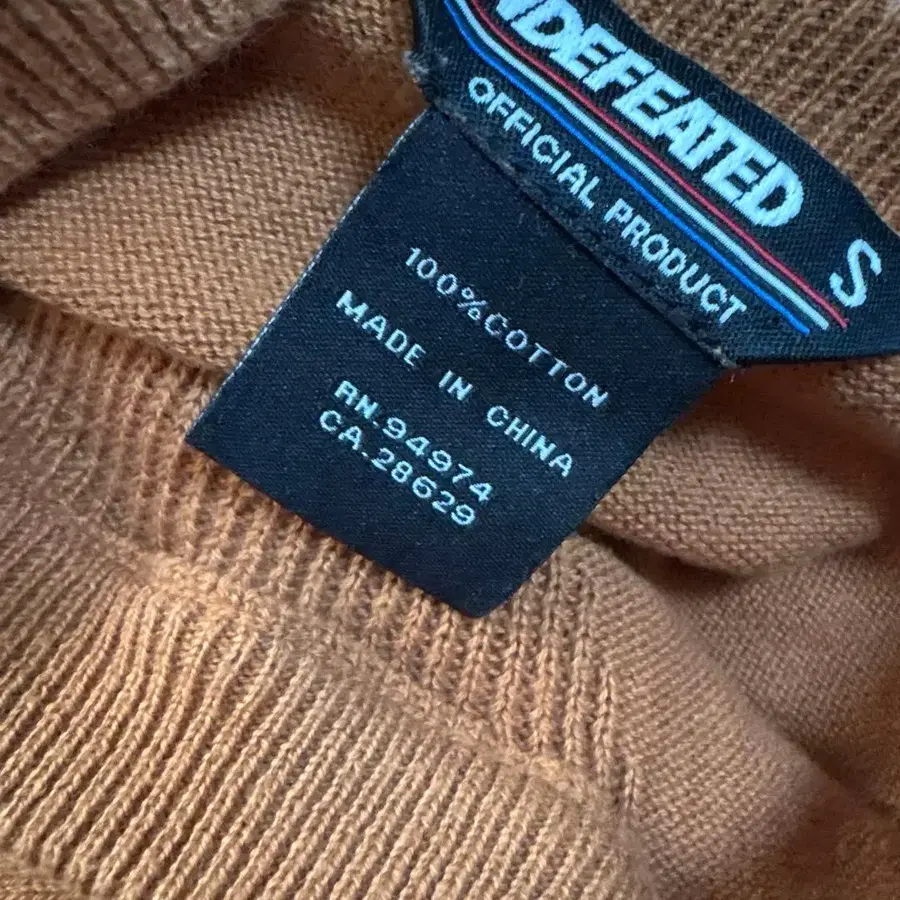 NDEFEATED
OFFICIAL PRODUCT
S
100%COTTON
MADE IN CHINA
RN.94974
CA.28629